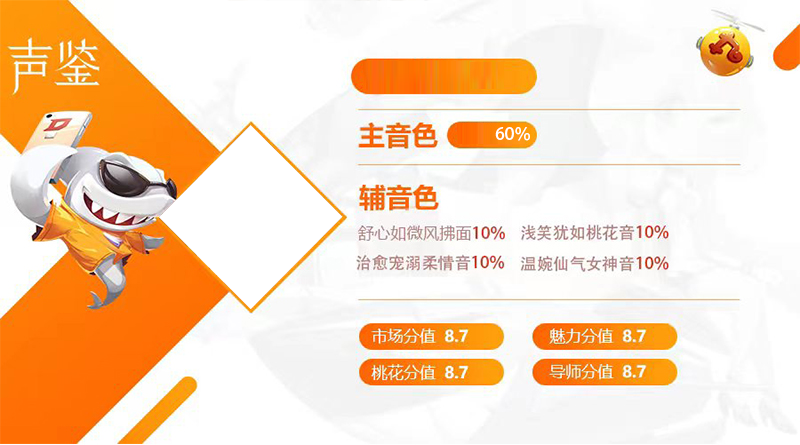 声鉴
D
主音色 60%
辅音色
舒心如微风拂面10% 浅笑犹如桃花音10%
治愈宠溺柔情音10% 温婉仙气女神音10%
市场分值 8.7 魅力分值 8.7
桃花分值 8.7 导师分值 8.7